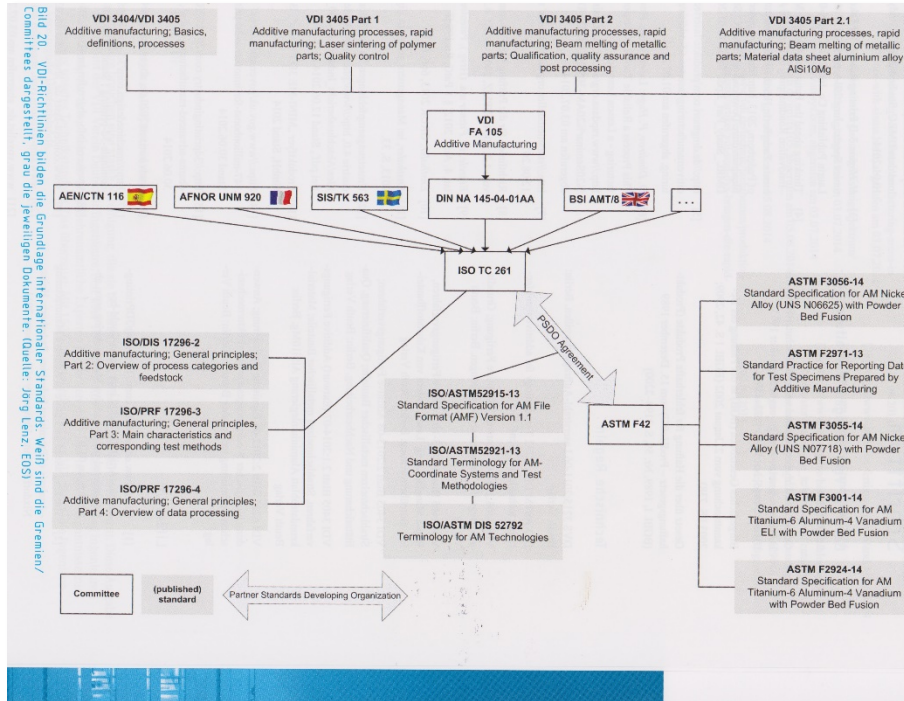 VDI 3404/VDI 3405
Additive manufacturing; Basics,
definitions, processes
VDI 3405 Part 1
Additive manufacturing processes, rapid
manufacturing; Laser sintering of polymer
parts; Quality control
VDI 3405 Part 2
Additive manufacturing processes, rapid
manufacturing; Beam melting of metallic
parts; Qualification, quality assurance and
post processing
VDI 3405 Part 2.1
Additive manufacturing processes, rapid
manufacturing; Beam melting of metallic
parts; Material data sheet aluminium alloy
AlSi10Mg
VDI
FA 105
Additive Manufacturing
AEN/CTN 116
AFNOR UNM 920
SIS/TK 563
DIN NA 145-04-01AA
BSI AMT/8
...
ISO TC 261
PSDO Agreement
ISO/DIS 17296-2
Additive manufacturing; General principles;
Part 2: Overview of process categories and
feedstock
ISO/PRF 17296-3
Additive manufacturing; General principles,
Part 3: Main characteristics and
corresponding test methods
ISO/PRF 17296-4
Additive manufacturing; General principles;
Part 4: Overview of data processing
ISO/ASTM52915-13
Standard Specification for AM File
Format (AMF) Version 1.1
ISO/ASTM52921-13
Standard Terminology for AM-
Coordinate Systems and Test
Methodologies
ISO/ASTM DIS 52792
Terminology for AM Technologies
ASTM F42
ASTM F3056-14
Standard Specification for AM Nicke
Alloy (UNS N06625) with Powder
Bed Fusion
ASTM F2971-13
Standard Practice for Reporting Dat
for Test Specimens Prepared by
Additive Manufacturing
ASTM F3055-14
Standard Specification for AM Nicke
Alloy (UNS N07718) with Powder
Bed Fusion
ASTM F3001-14
Standard Specification for AM
Titanium-6 Aluminum-4 Vanadium
ELI with Powder Bed Fusion
ASTM F2924-14
Standard Specification for AM
Titanium-6 Aluminum-4 Vanadium
with Powder Bed Fusion
Committee
(published)
standard
Partner Standards Developing Organization
Bild 20. VDI-Richtlinien bilden die Grundlage internationaler Standards. Weiß sind die Gremien/
Committees dargestellt, grau die jeweiligen Dokumente. (Quelle: Jörg Lenz, EOS)